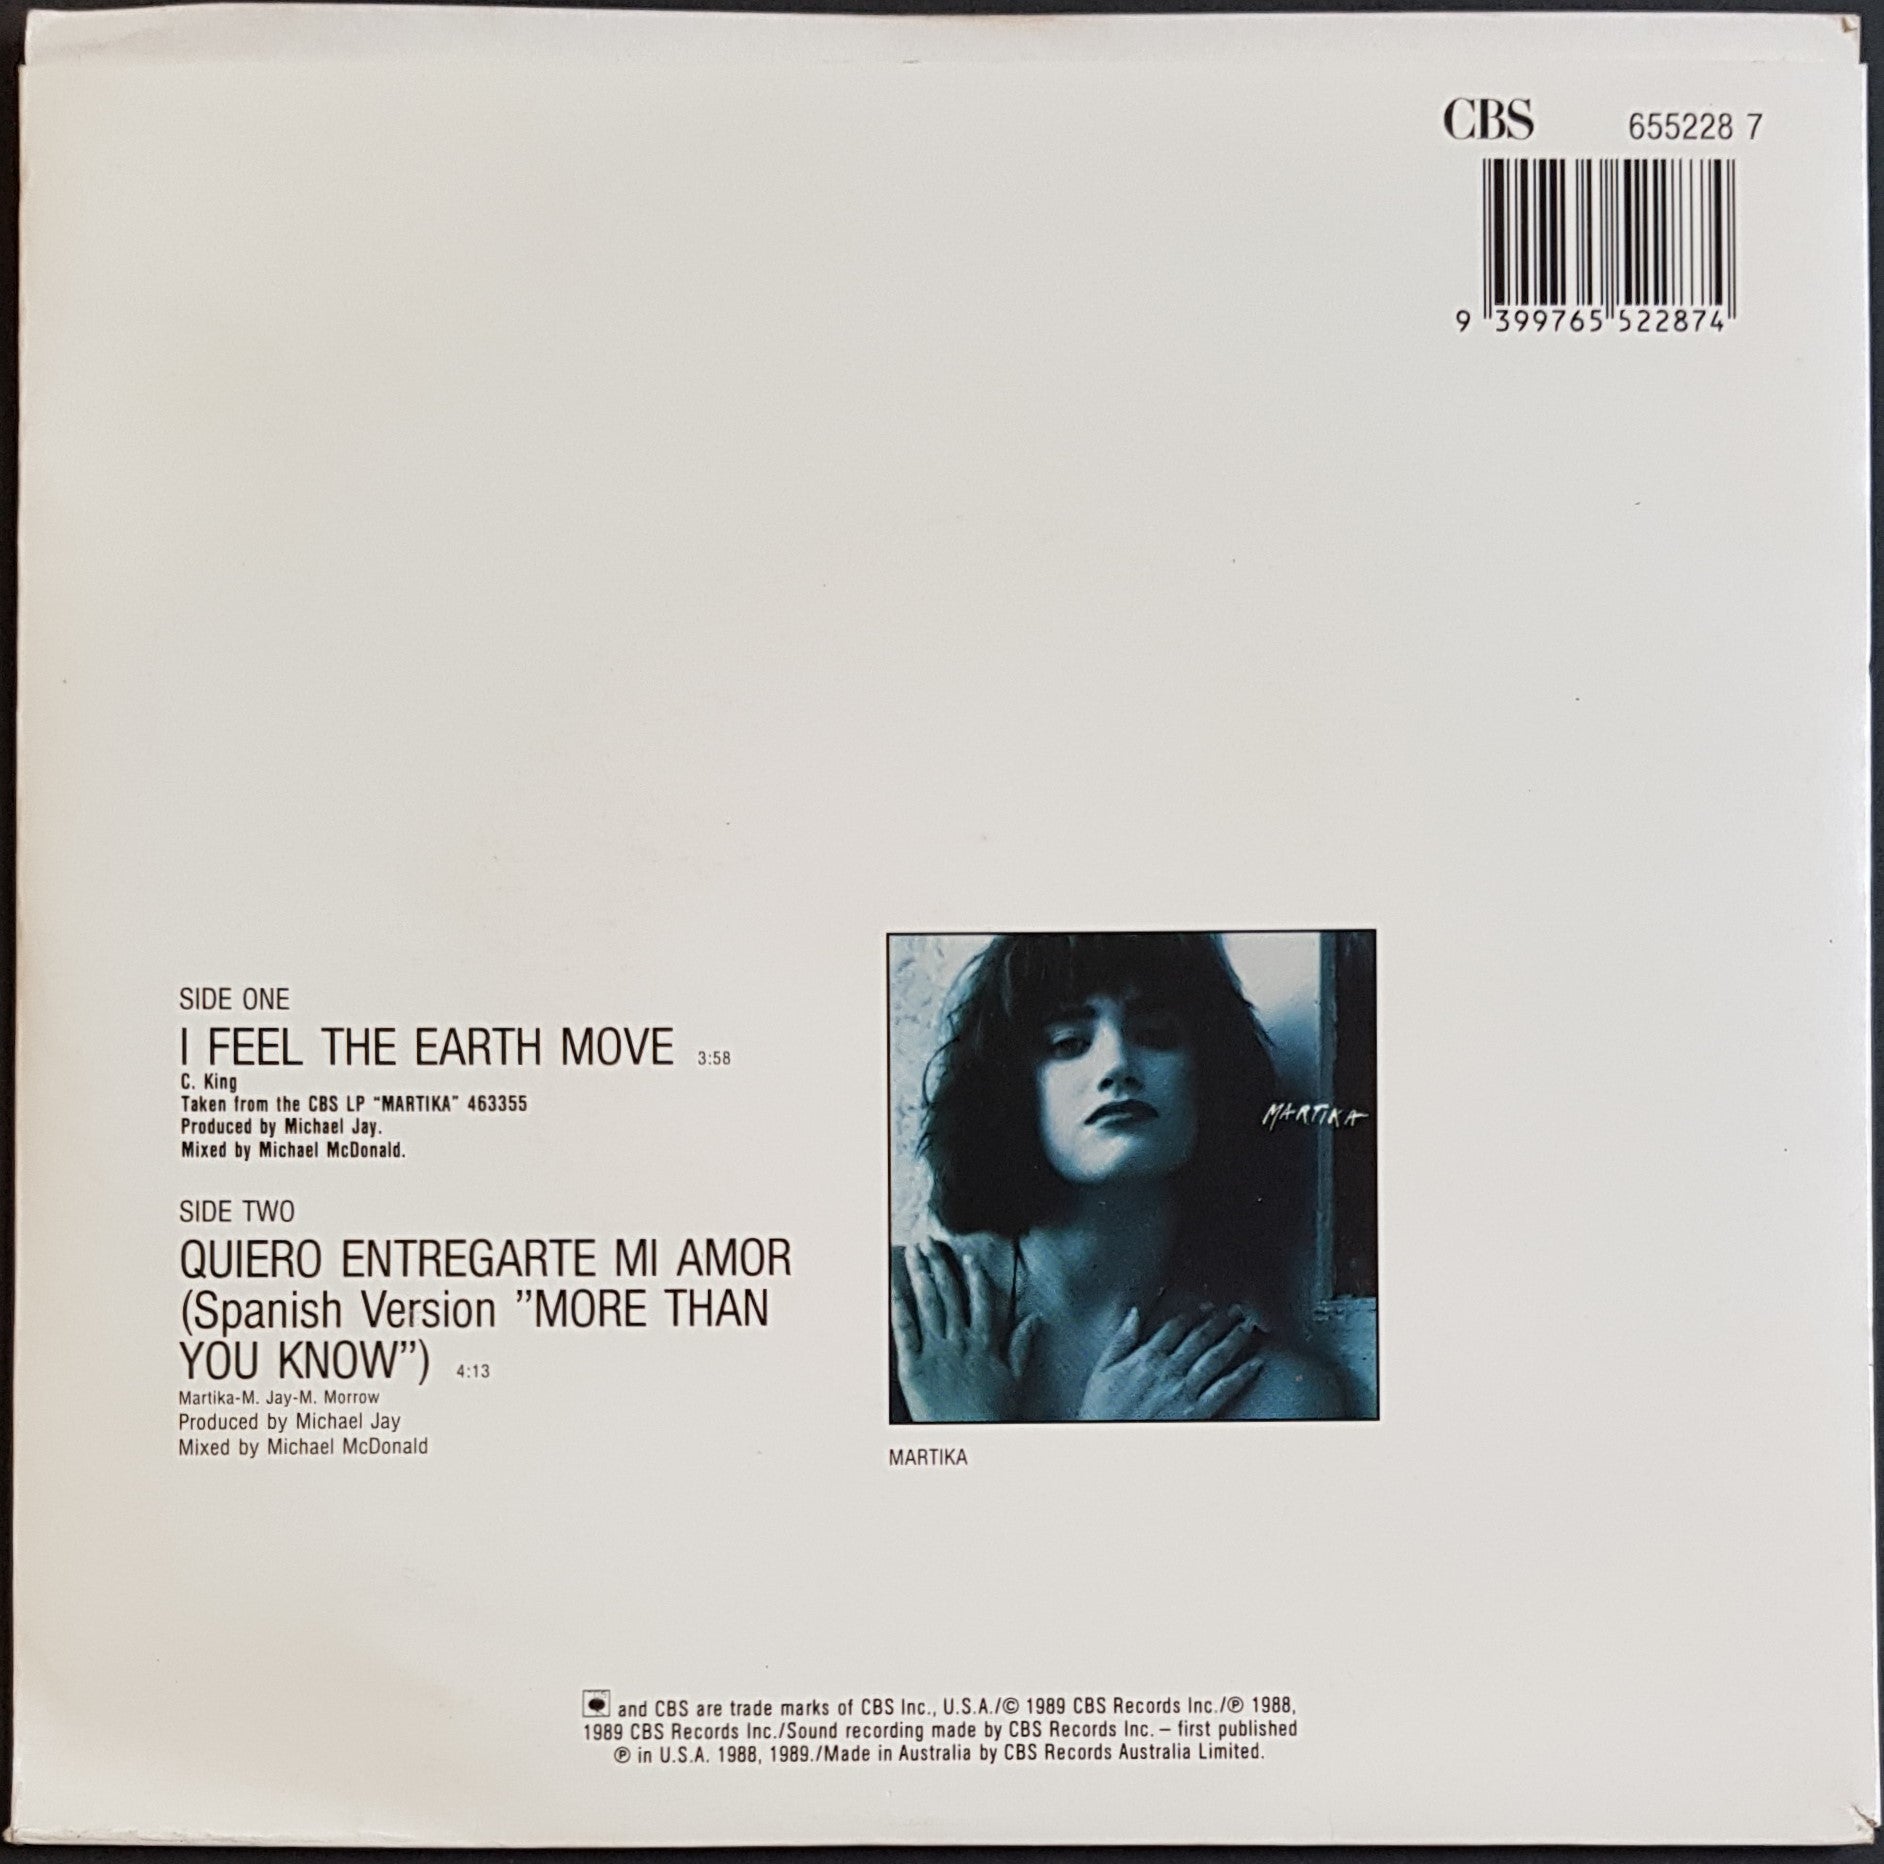 CBS 655228 7
9 399765 522874
SIDE ONE
I FEEL THE EARTH MOVE 3:58
C. King
Taken from the CBS LP "MARTIKA" 463355
Produced by Michael Jay.
Mixed by Michael McDonald.
SIDE TWO
QUIERO ENTREGARTE MI AMOR
(Spanish Version "MORE THAN
YOU KNOW") 4:13
Martika-M. Jay-M. Morrow
Produced by Michael Jay
Mixed by Michael McDonald
MARTIKA
MARTIKA
and CBS are trade marks of CBS Inc., U.S.A./© 1989 CBS Records Inc./℗ 1988,
1989 CBS Records Inc./Sound recording made by CBS Records Inc. – first published
℗ in U.S.A. 1988, 1989./Made in Australia by CBS Records Australia Limited.